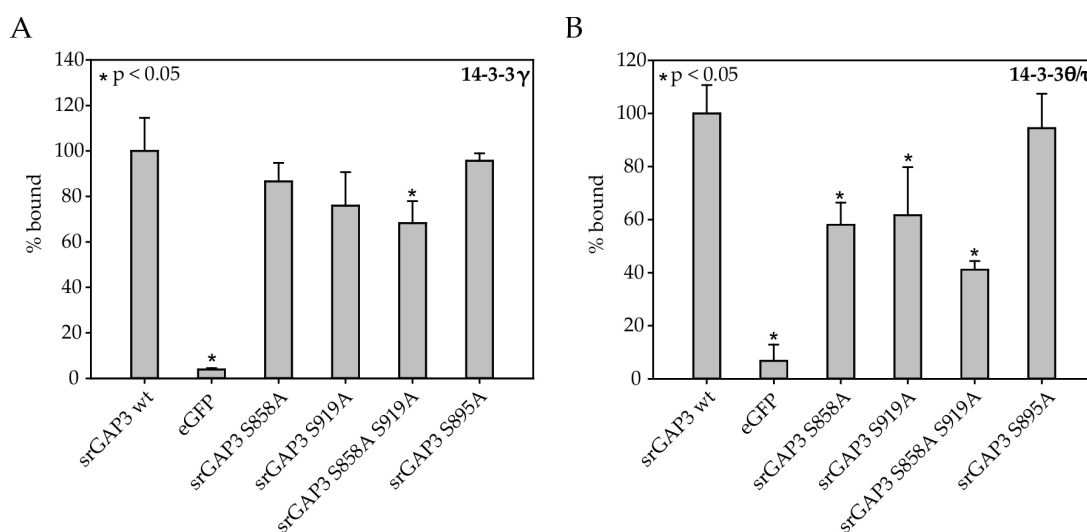 A
140
120
100
80
60
40
20
0
% bound
* p < 0.05
14-3-3γ
*
*
srGAP3 wt
eGFP
srGAP3 S858A
srGAP3 S919A
srGAP3 S858A S919A
srGAP3 S895A
B
120
100
80
60
40
20
0
% bound
* p < 0.05
14-3-3θ/τ
*
*
*
*
srGAP3 wt
eGFP
srGAP3 S858A
srGAP3 S919A
srGAP3 S858A S919A
srGAP3 S895A